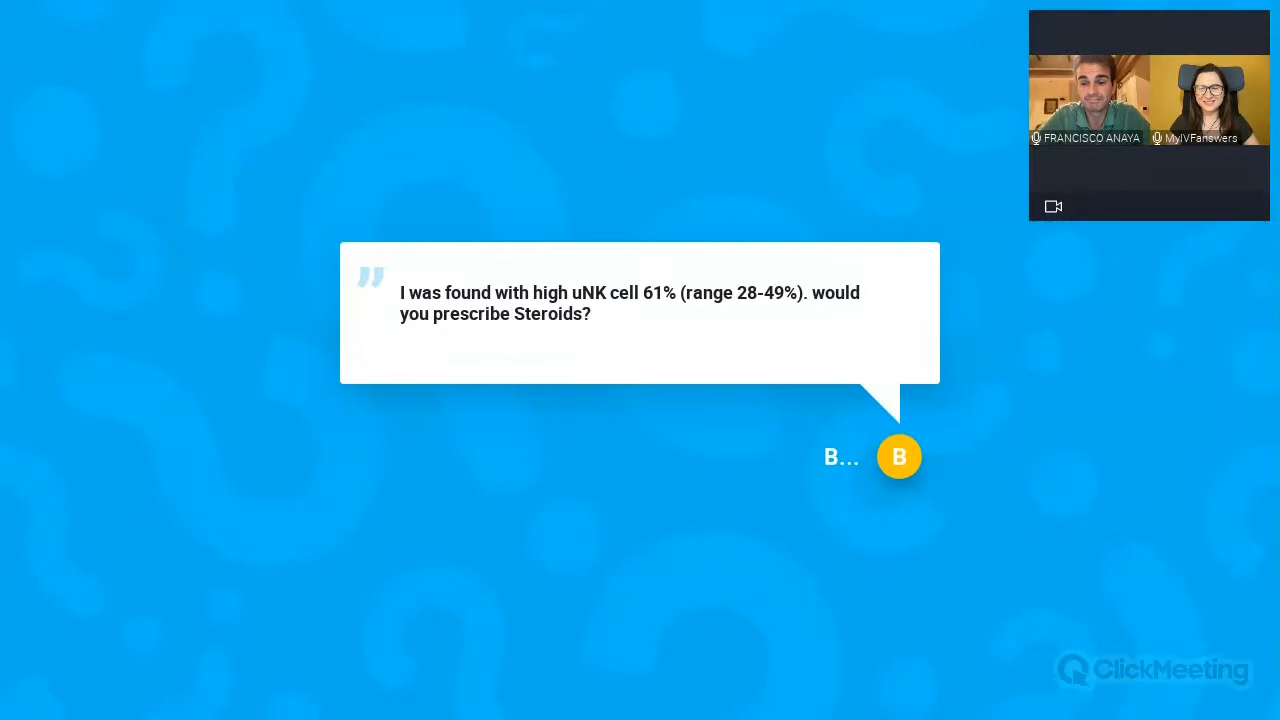 FRANCISCO ANAYA
MyIVFanswers
I was found with high uNK cell 61% (range 28-49%). would
you prescribe Steroids?
B...
B
ClickMeeting